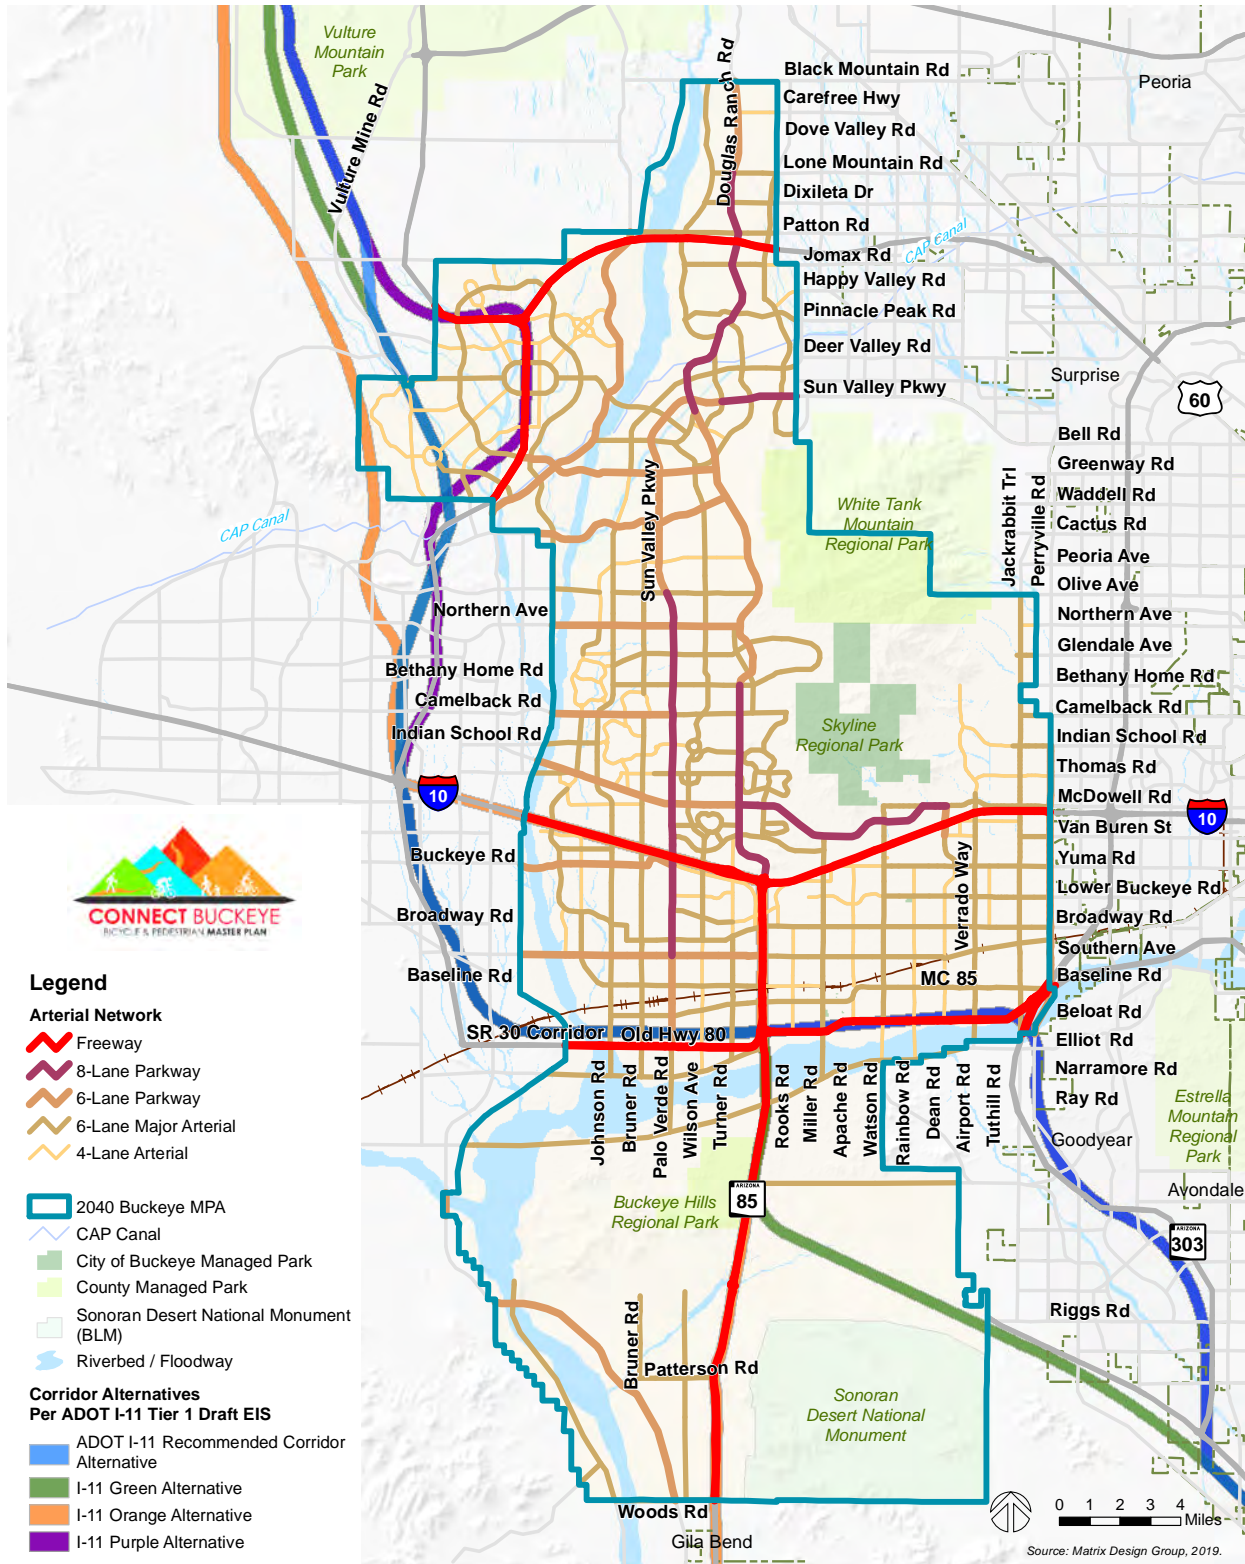 Vulture
Mountain
Park
Vulture Mine Rd
Douglas Ranch Rd
Black Mountain Rd
Carefree Hwy
Dove Valley Rd
Lone Mountain Rd
Dixileta Dr
Patton Rd
Jomax Rd
Happy Valley Rd
Pinnacle Peak Rd
Deer Valley Rd
Sun Valley Pkwy
Peoria
CAP Canal
Surprise
60
Bell Rd
Greenway Rd
Waddell Rd
Cactus Rd
Peoria Ave
Olive Ave
Northern Ave
Glendale Ave
Bethany Home Rd
Camelback Rd
Indian School Rd
Thomas Rd
McDowell Rd
Van Buren St
Yuma Rd
Lower Buckeye Rd
Broadway Rd
Southern Ave
Baseline Rd
Beloat Rd
Elliot Rd
Narramore Rd
Ray Rd
Jackrabbit Trl
Perryville Rd
White Tank
Mountain
Regional Park
Sun Valley Pkwy
CAP Canal
Northern Ave
Bethany Home Rd
Camelback Rd
Indian School Rd
Skyline
Regional Park
10
10
Buckeye Rd
Broadway Rd
Baseline Rd
Verrado Way
MC 85
SR 30 Corridor
Old Hwy 80
Johnson Rd
Bruner Rd
Palo Verde Rd
Wilson Ave
Turner Rd
Rooks Rd
Miller Rd
Apache Rd
Watson Rd
Rainbow Rd
Dean Rd
Airport Rd
Tuthill Rd
Estrella
Mountain
Regional
Park
Goodyear
Avondale
Buckeye Hills
Regional Park
ARIZONA
85
ARIZONA
303
Riggs Rd
Bruner Rd
Patterson Rd
Sonoran
Desert National
Monument
Woods Rd
Gila Bend
CONNECT BUCKEYE
BICYCLE & PEDESTRIAN MASTER PLAN
Legend
Arterial Network
Freeway
8-Lane Parkway
6-Lane Parkway
6-Lane Major Arterial
4-Lane Arterial
2040 Buckeye MPA
CAP Canal
City of Buckeye Managed Park
County Managed Park
Sonoran Desert National Monument
(BLM)
Riverbed / Floodway
Corridor Alternatives
Per ADOT I-11 Tier 1 Draft EIS
ADOT I-11 Recommended Corridor
Alternative
I-11 Green Alternative
I-11 Orange Alternative
I-11 Purple Alternative
0 1 2 3 4
Miles
Source: Matrix Design Group, 2019.